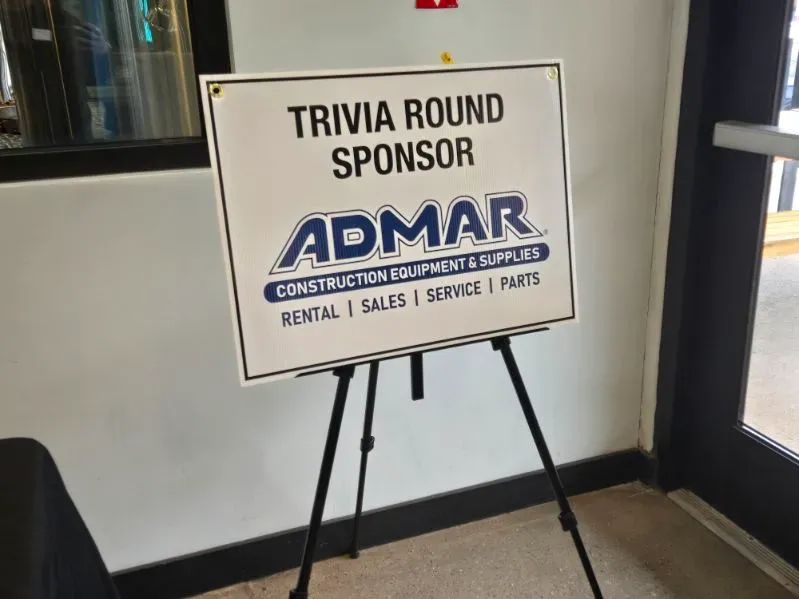 TRIVIA ROUND
SPONSOR
ADMAR®
CONSTRUCTION EQUIPMENT & SUPPLIES
RENTAL | SALES | SERVICE | PARTS